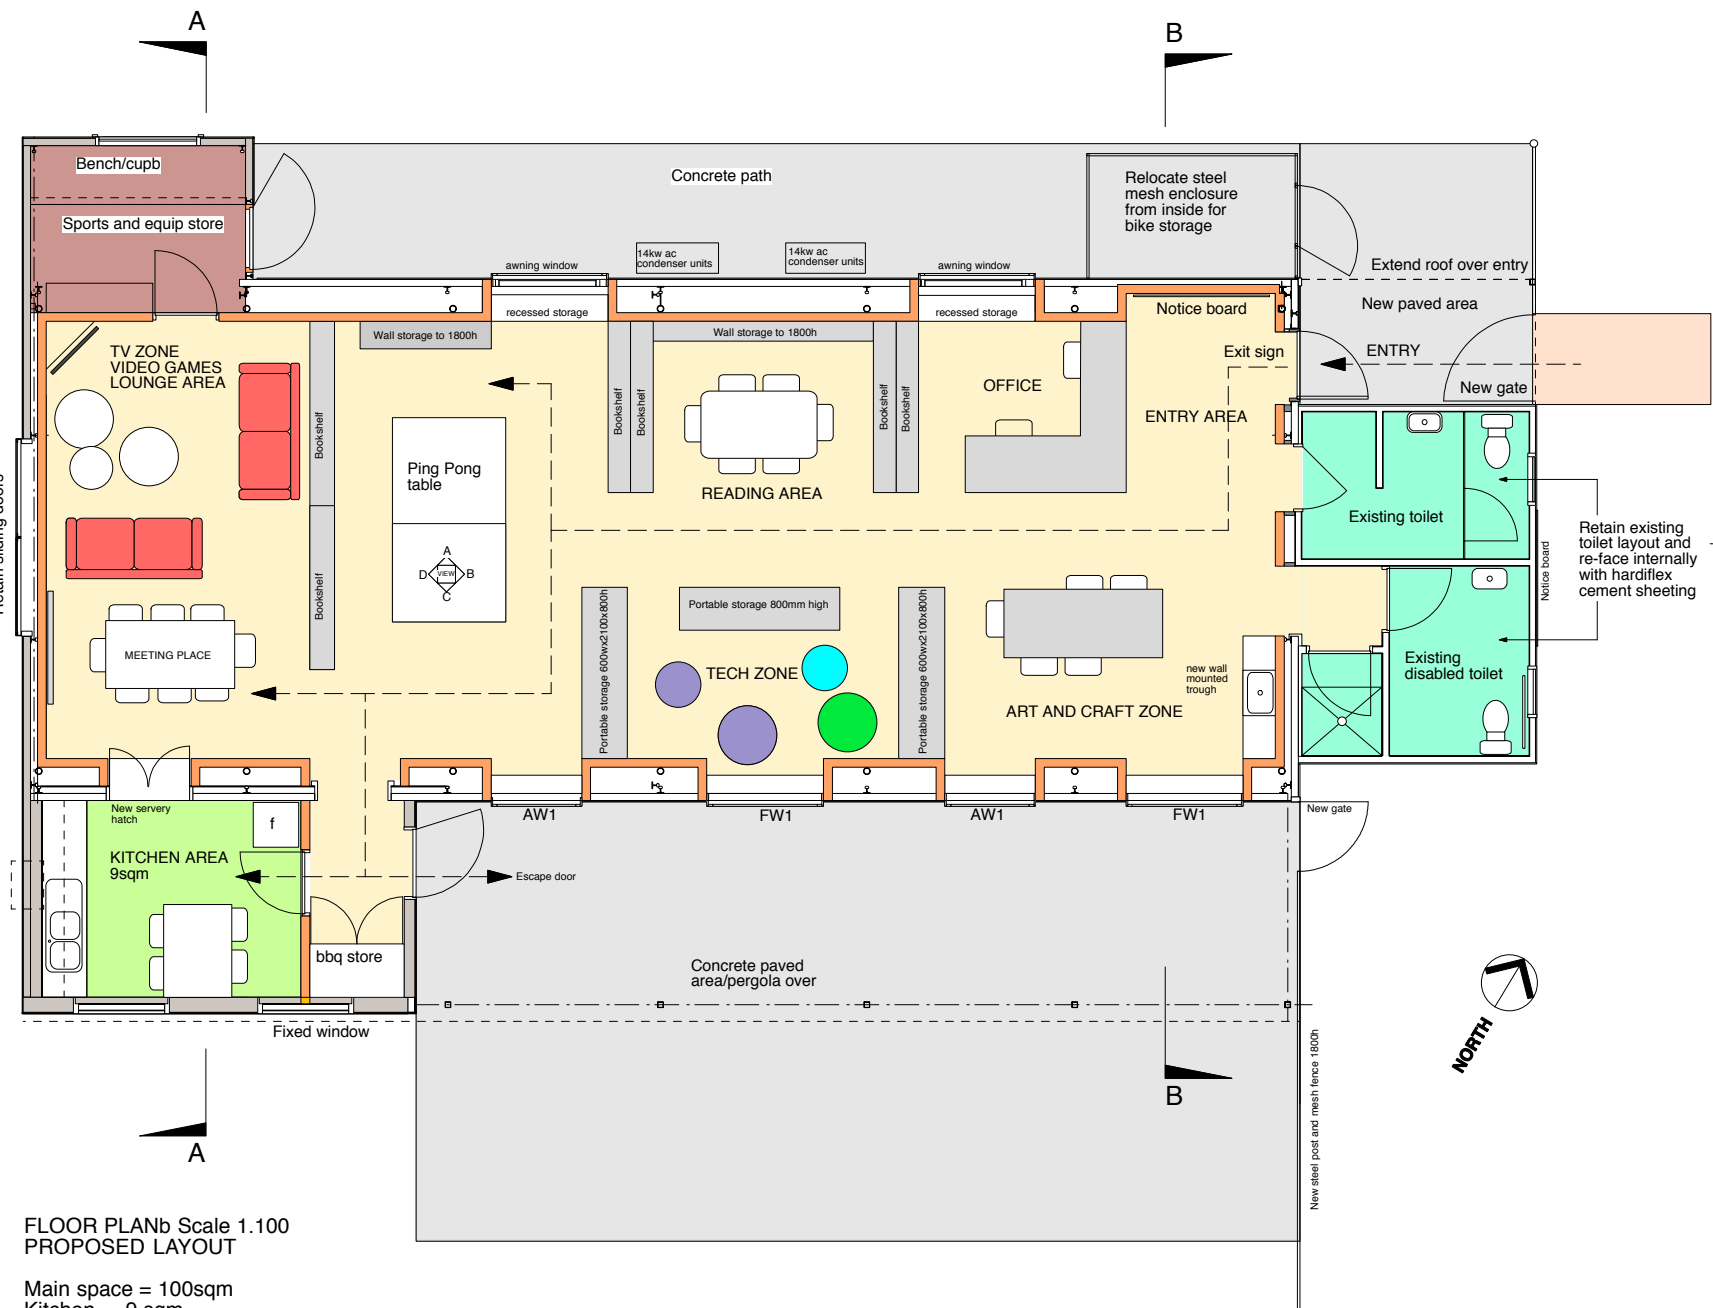 A
B
Bench/cupb
Sports and equip store
Concrete path
Relocate steel
mesh enclosure
from inside for
bike storage
14kw ac
condenser units
14kw ac
condenser units
awning window
awning window
Extend roof over entry
New paved area
recessed storage
recessed storage
Notice board
Wall storage to 1800h
Wall storage to 1800h
TV ZONE
VIDEO GAMES
LOUNGE AREA
Exit sign
ENTRY
New gate
OFFICE
ENTRY AREA
Bookshelf
Bookshelf
Bookshelf
Bookshelf
Bookshelf
Ping Pong
table
READING AREA
Existing toilet
Retain existing
toilet layout and
re-face internally
with hardiflex
cement sheeting
Notice board
A
D
VIEW
B
C
Bookshelf
Portable storage 600wx2100x800h
Portable storage 800mm high
Portable storage 600wx2100x800h
MEETING PLACE
TECH ZONE
new wall
mounted
trough
Existing
disabled toilet
ART AND CRAFT ZONE
New servery
hatch
f
AW1
FW1
AW1
FW1
New gate
KITCHEN AREA
9sqm
Escape door
bbq store
Concrete paved
area/pergola over
Fixed window
NORTH
New steel post and mesh fence 1800h
B
A
FLOOR PLANb Scale 1.100
PROPOSED LAYOUT
Main space = 100sqm